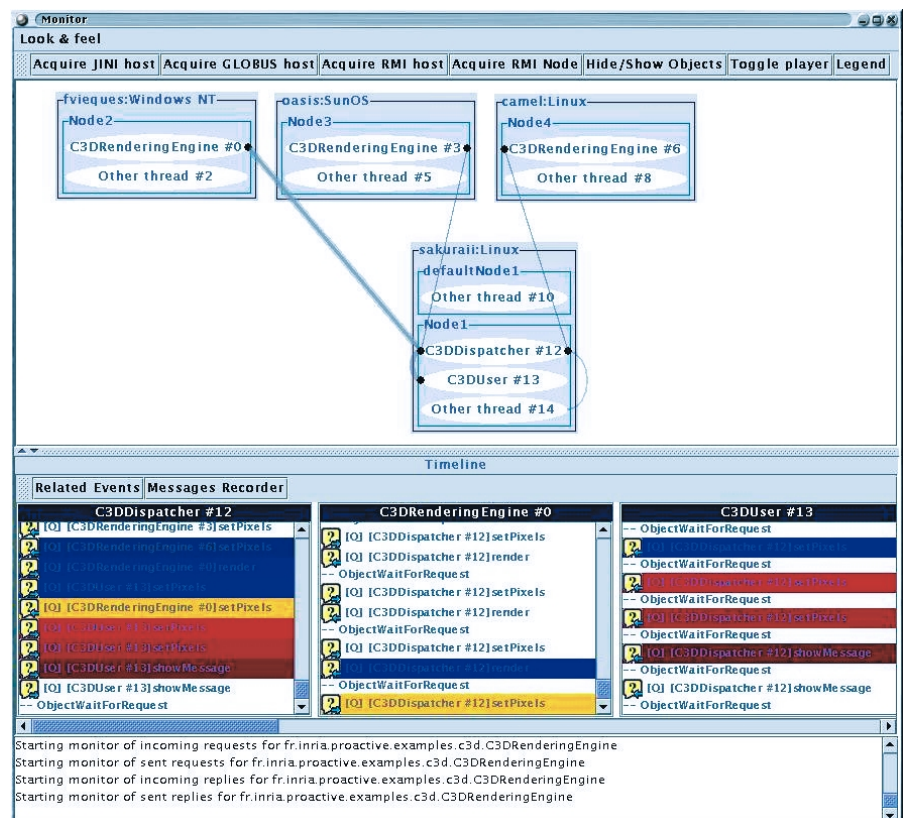 Monitor
Look & feel
Acquire JINI host Acquire GLOBUS host Acquire RMI host Acquire RMI Node Hide/Show Objects Toggle player Legend
fvieques:Windows NT
Node2
C3DRenderingEngine #0
Other thread #2
oasis:SunOS
Node3
C3DRenderingEngine #3
Other thread #5
camel:Linux
Node4
C3DRenderingEngine #6
Other thread #8
sakuraii:Linux
defaultNode1
Other thread #10
Node1
C3DDispatcher #12
C3DUser #13
Other thread #14
Timeline
Related Events Messages Recorder
C3DDispatcher #12
[Q] [C3DRenderingEngine #3]setPixels
[Q] [C3DRenderingEngine #6]setPixels
[Q] [C3DRenderingEngine #0]render
[Q] [C3DUser #13]setPixels
[Q] [C3DRenderingEngine #0]setPixels
[Q] [C3DUser #13]setPixels
[Q] [C3DUser #13]setPixels
[Q] [C3DUser #13]showMessage
[Q] [C3DUser #13]showMessage
-- ObjectWaitForRequest
C3DRenderingEngine #0
[Q] [C3DDispatcher #12]setPixels
[Q] [C3DDispatcher #12]render
-- ObjectWaitForRequest
[Q] [C3DDispatcher #12]setPixels
[Q] [C3DDispatcher #12]render
-- ObjectWaitForRequest
[Q] [C3DDispatcher #12]setPixels
[Q] [C3DDispatcher #12]render
-- ObjectWaitForRequest
[Q] [C3DDispatcher #12]setPixels
C3DUser #13
-- ObjectWaitForRequest
[Q] [C3DDispatcher #12]setPixels
-- ObjectWaitForRequest
[Q] [C3DDispatcher #12]setPixels
-- ObjectWaitForRequest
[Q] [C3DDispatcher #12]setPixels
-- ObjectWaitForRequest
[Q] [C3DDispatcher #12]showMessage
-- ObjectWaitForRequest
[Q] [C3DDispatcher #12]showMessage
-- ObjectWaitForRequest
Starting monitor of incoming requests for fr.inria.proactive.examples.c3d.C3DRenderingEngine
Starting monitor of sent requests for fr.inria.proactive.examples.c3d.C3DRenderingEngine
Starting monitor of incoming replies for fr.inria.proactive.examples.c3d.C3DRenderingEngine
Starting monitor of sent replies for fr.inria.proactive.examples.c3d.C3DRenderingEngine